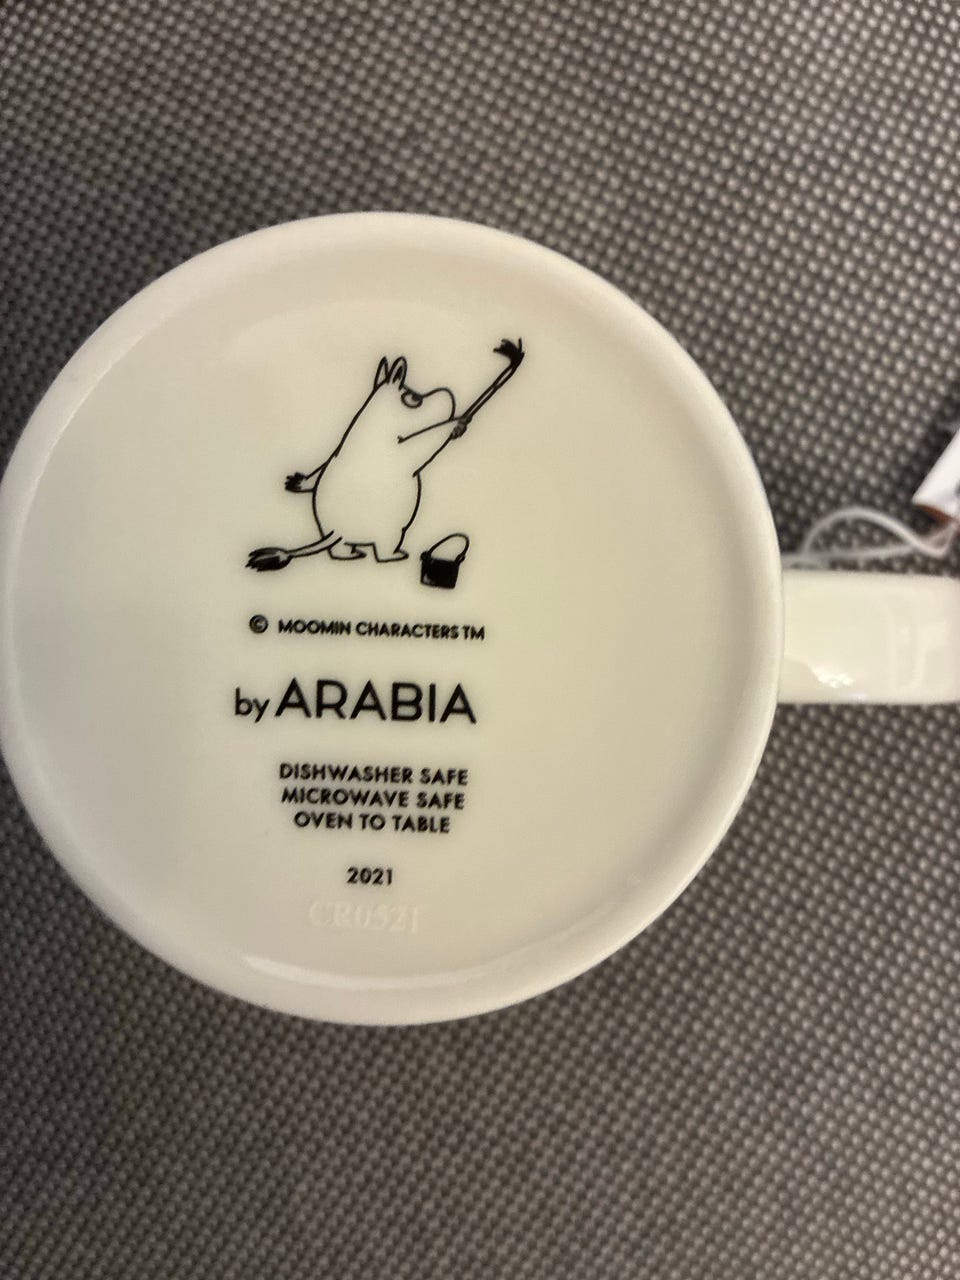 © MOOMIN CHARACTERS TM
by ARABIA
DISHWASHER SAFE
MICROWAVE SAFE
OVEN TO TABLE
2021
CR0521